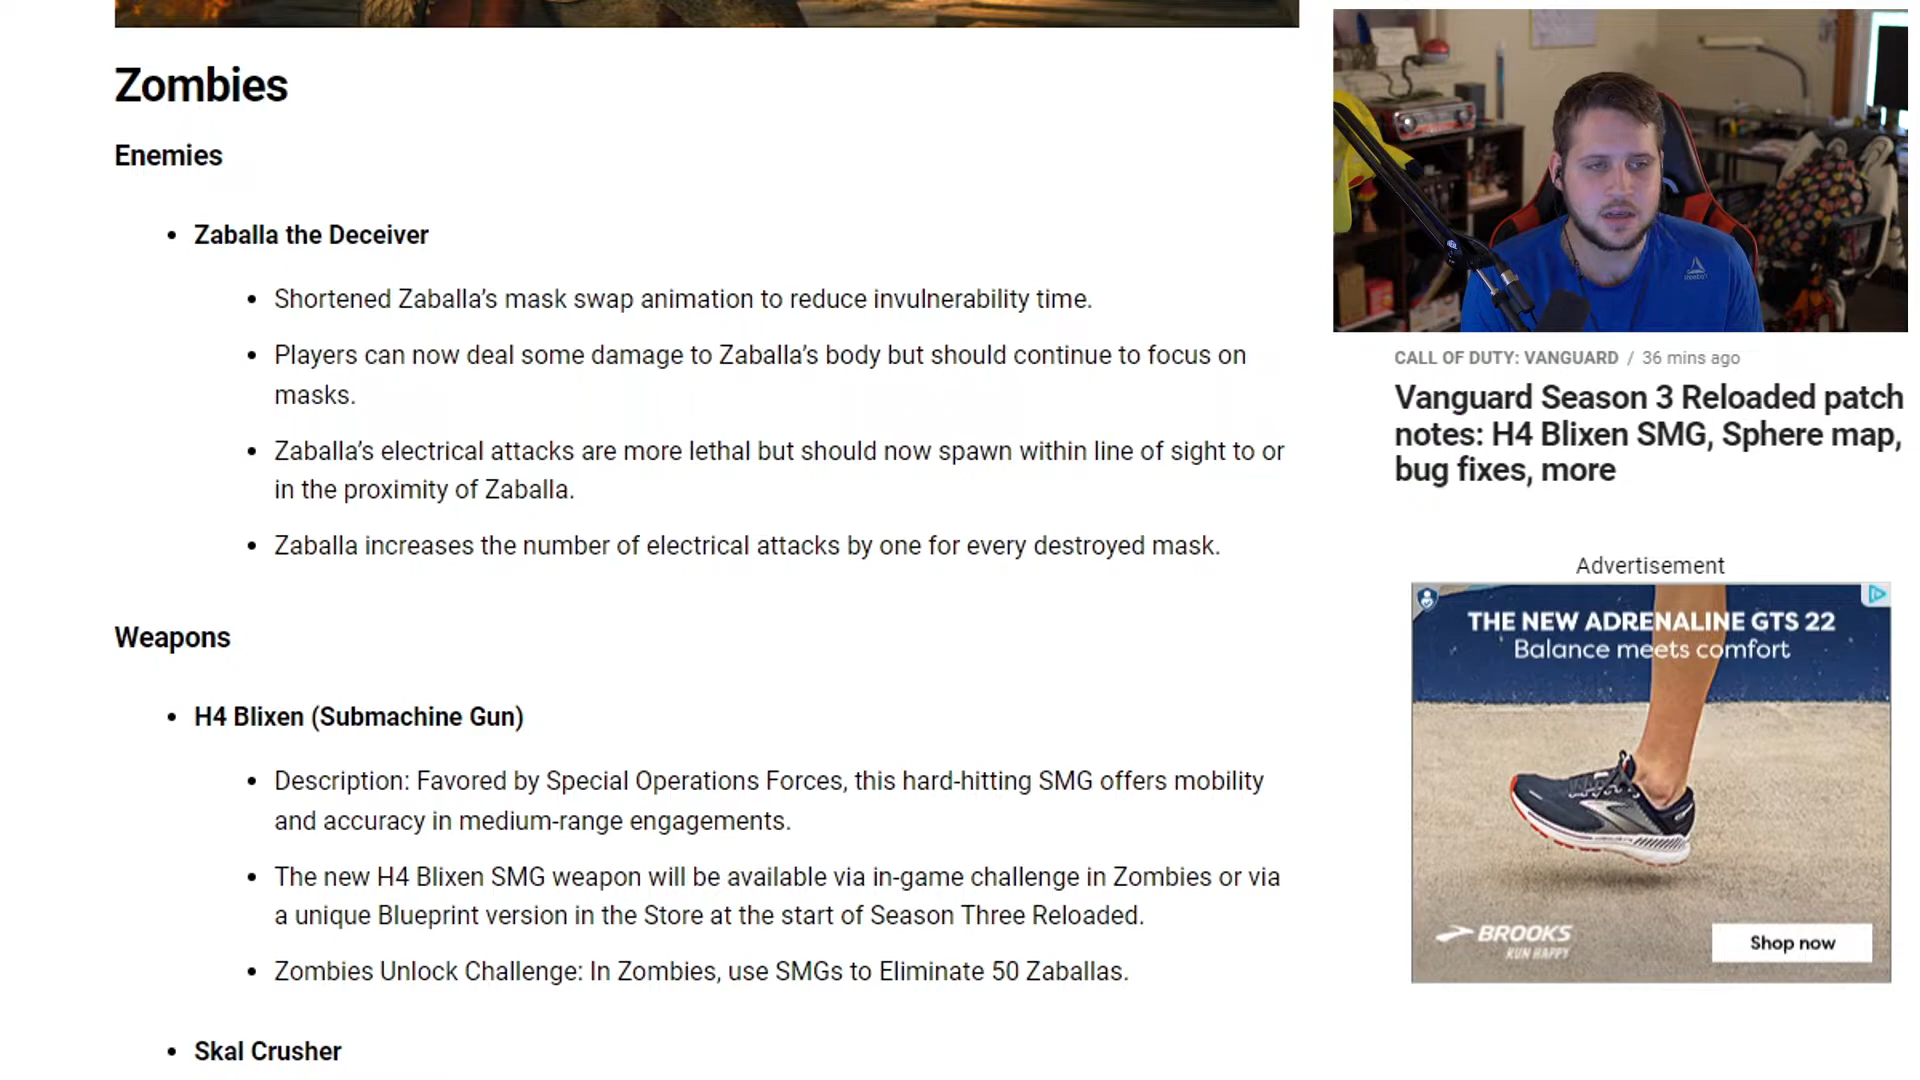 Zombies
Enemies
Zaballa the Deceiver
Shortened Zaballa’s mask swap animation to reduce invulnerability time.
Players can now deal some damage to Zaballa’s body but should continue to focus on
masks.
Zaballa’s electrical attacks are more lethal but should now spawn within line of sight to or
in the proximity of Zaballa.
Zaballa increases the number of electrical attacks by one for every destroyed mask.
Weapons
H4 Blixen (Submachine Gun)
Description: Favored by Special Operations Forces, this hard-hitting SMG offers mobility
and accuracy in medium-range engagements.
The new H4 Blixen SMG weapon will be available via in-game challenge in Zombies or via
a unique Blueprint version in the Store at the start of Season Three Reloaded.
Zombies Unlock Challenge: In Zombies, use SMGs to Eliminate 50 Zaballas.
Skal Crusher
CALL OF DUTY: VANGUARD / 36 mins ago
Vanguard Season 3 Reloaded patch
notes: H4 Blixen SMG, Sphere map,
bug fixes, more
Advertisement
THE NEW ADRENALINE GTS 22
Balance meets comfort
BROOKS
RUN HAPPY
Shop now